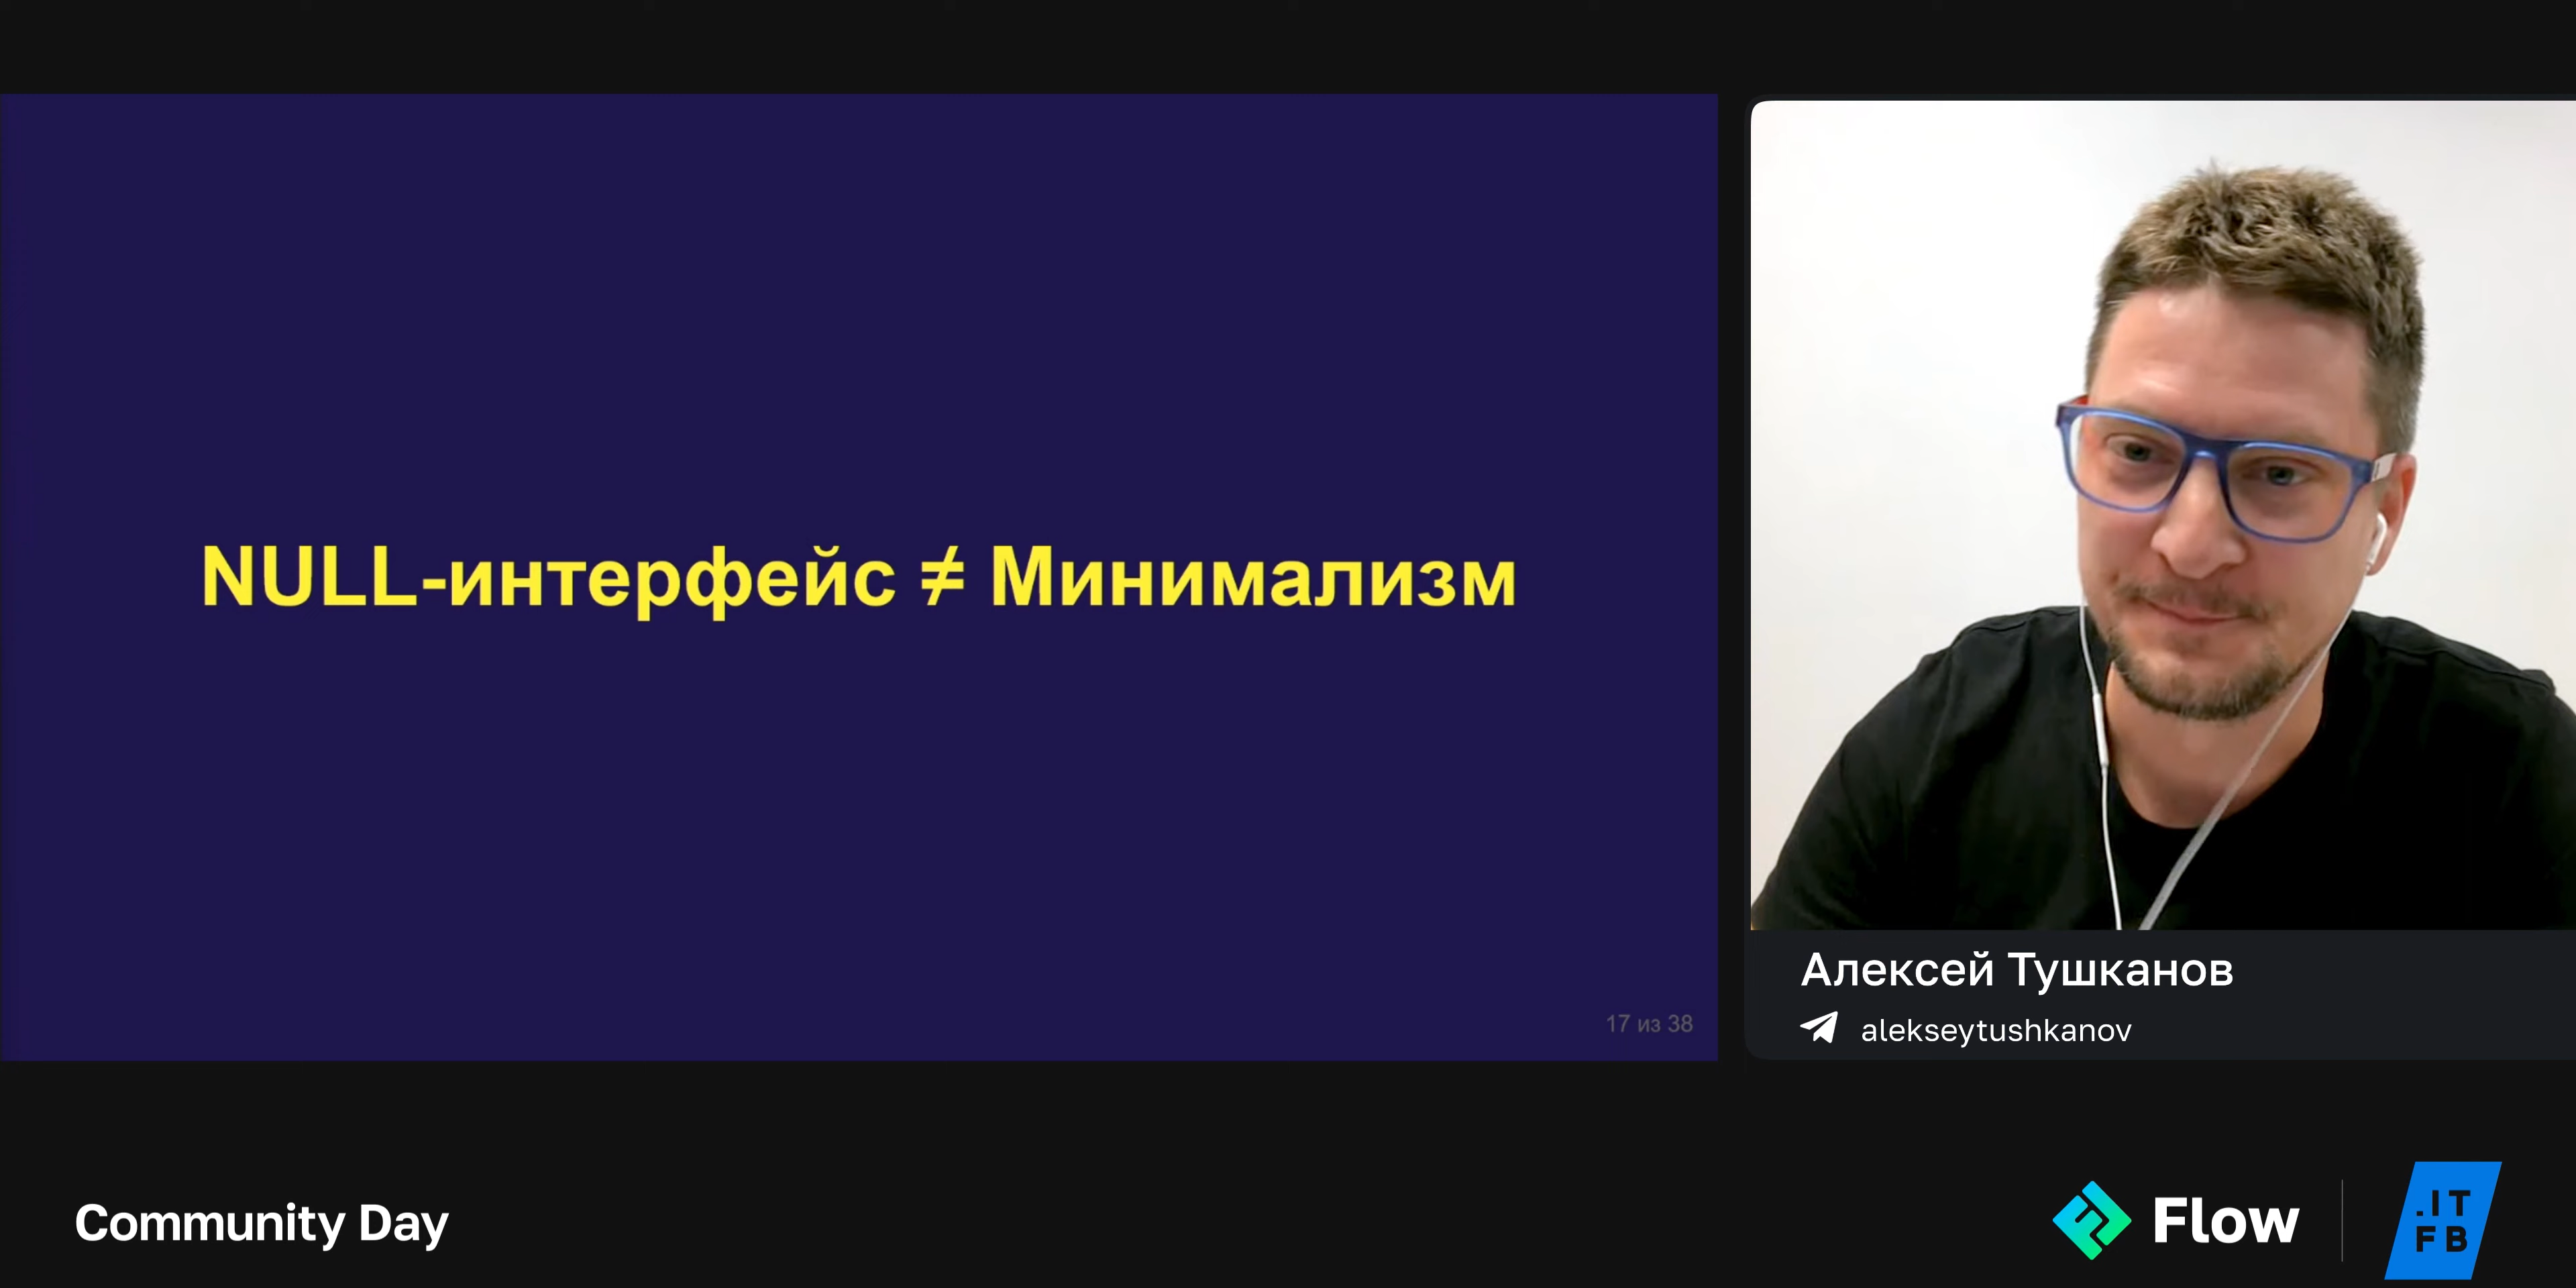 NULL-интерфейс ≠ Минимализм
17 из 38
Алексей Тушканов
alekseytushkanov
Community Day
Flow
.IT
FB